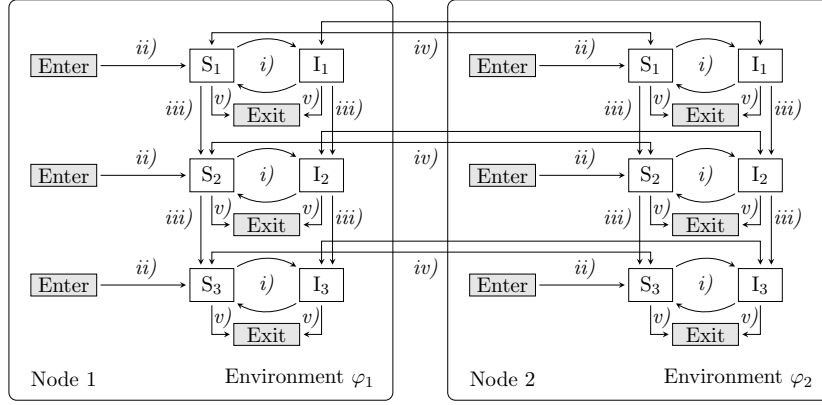 ii) iv) ii)
Enter S₁ i) I₁ Enter S₁ i) I₁
v) v) v) v)
iii) Exit iii) iii) Exit iii)
ii) iv) ii)
Enter S₂ i) I₂ Enter S₂ i) I₂
v) v) v) v)
iii) Exit iii) iii) Exit iii)
ii) iv) ii)
Enter S₃ i) I₃ Enter S₃ i) I₃
v) v) v) v)
Exit Exit
Node 1 Environment φ₁ Node 2 Environment φ₂